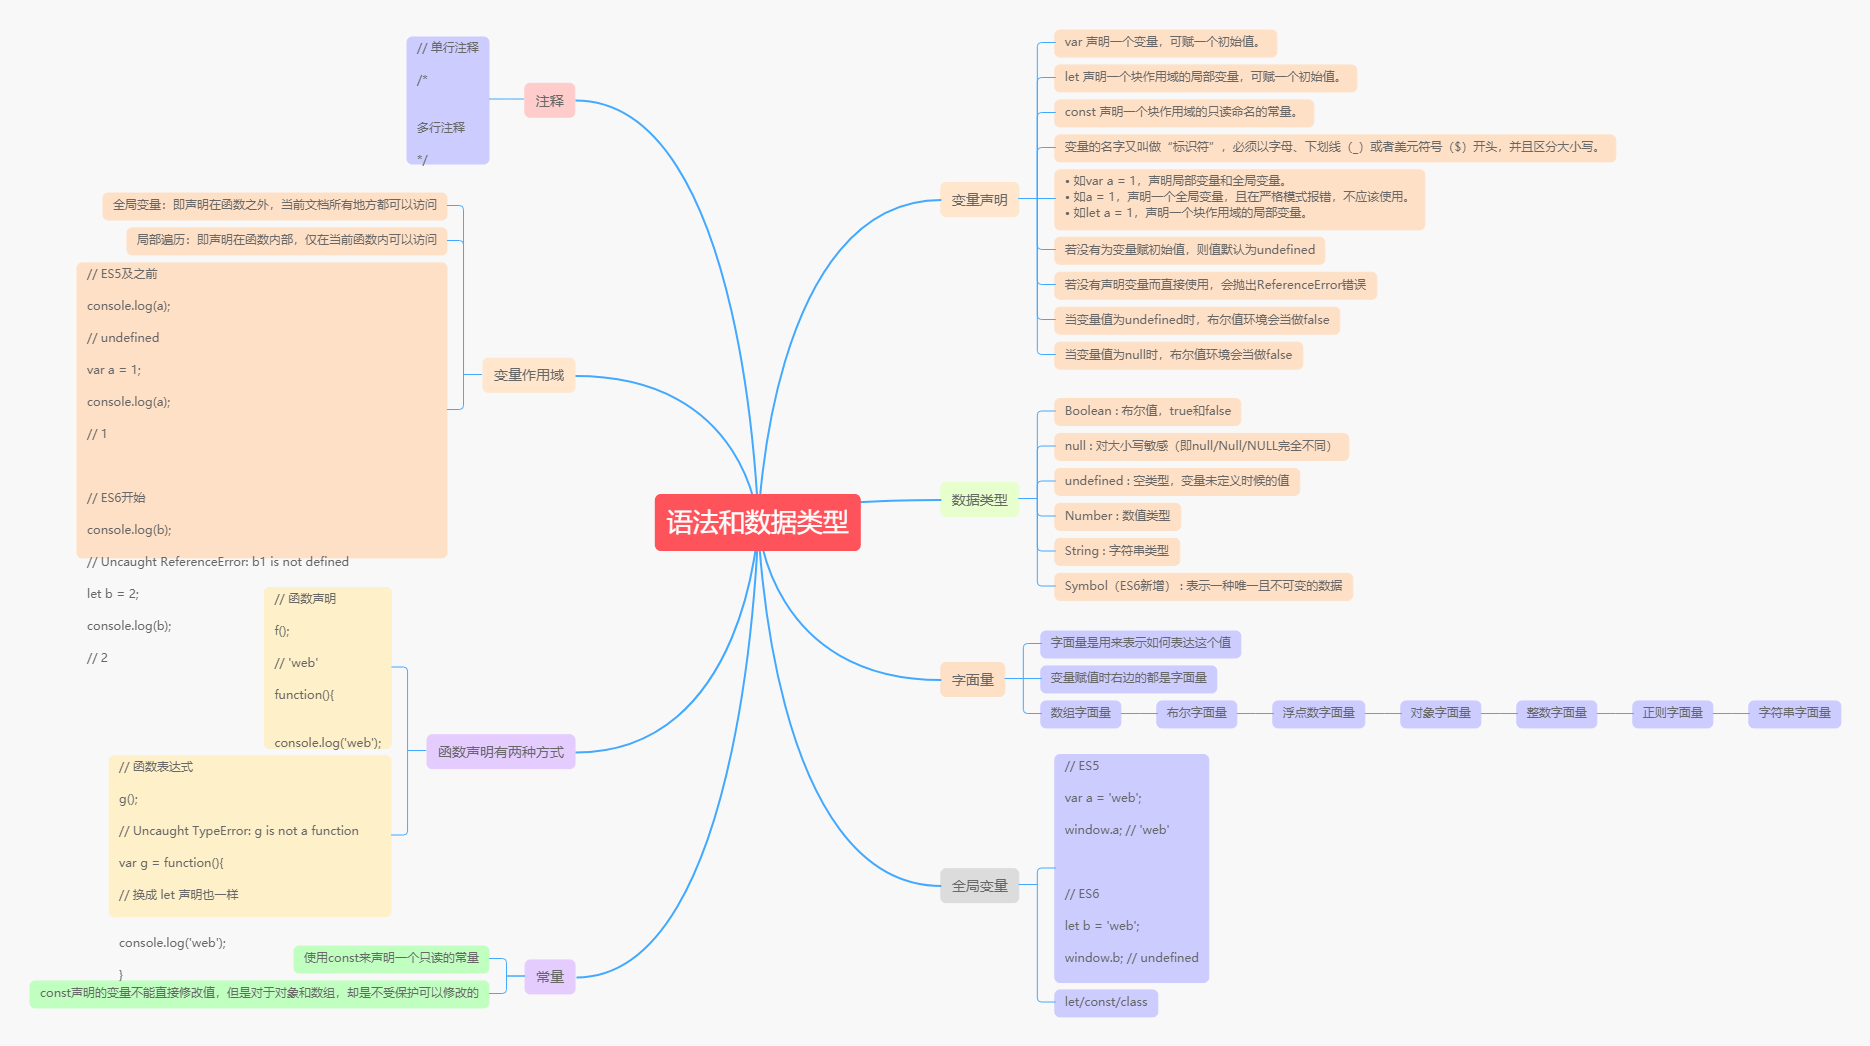 语法和数据类型
注释
// 单行注释
/*
多行注释
*/
变量作用域
全局变量：即声明在函数之外，当前文档所有地方都可以访问
局部遍历：即声明在函数内部，仅在当前函数内可以访问
// ES5及之前
console.log(a);
// undefined
var a = 1;
console.log(a);
// 1
// ES6开始
console.log(b);
// Uncaught ReferenceError: b1 is not defined
let b = 2;
console.log(b);
// 2
函数声明有两种方式
// 函数声明
f();
// 'web'
function(){
console.log('web');
// 函数表达式
g();
// Uncaught TypeError: g is not a function
var g = function(){
// 换成 let 声明也一样
console.log('web');
}
常量
使用const来声明一个只读的常量
const声明的变量不能直接修改值，但是对于对象和数组，却是不受保护可以修改的
变量声明
var 声明一个变量，可赋一个初始值。
let 声明一个块作用域的局部变量，可赋一个初始值。
const 声明一个块作用域的只读命名的常量。
变量的名字又叫做“标识符”，必须以字母、下划线（_）或者美元符号（$）开头，并且区分大小写。
• 如var a = 1，声明局部变量和全局变量。
• 如a = 1，声明一个全局变量，且在严格模式报错，不应该使用。
• 如let a = 1，声明一个块作用域的局部变量。
若没有为变量赋初始值，则值默认为undefined
若没有声明变量而直接使用，会抛出ReferenceError错误
当变量值为undefined时，布尔值环境会当做false
当变量值为null时，布尔值环境会当做false
数据类型
Boolean : 布尔值，true和false
null : 对大小写敏感（即null/Null/NULL完全不同）
undefined : 空类型，变量未定义时候的值
Number : 数值类型
String : 字符串类型
Symbol（ES6新增） : 表示一种唯一且不可变的数据
字面量
字面量是用来表示如何表达这个值
变量赋值时右边的都是字面量
数组字面量 布尔字面量 浮点数字面量 对象字面量 整数字面量 正则字面量 字符串字面量
全局变量
// ES5
var a = 'web';
window.a; // 'web'
// ES6
let b = 'web';
window.b; // undefined
let/const/class